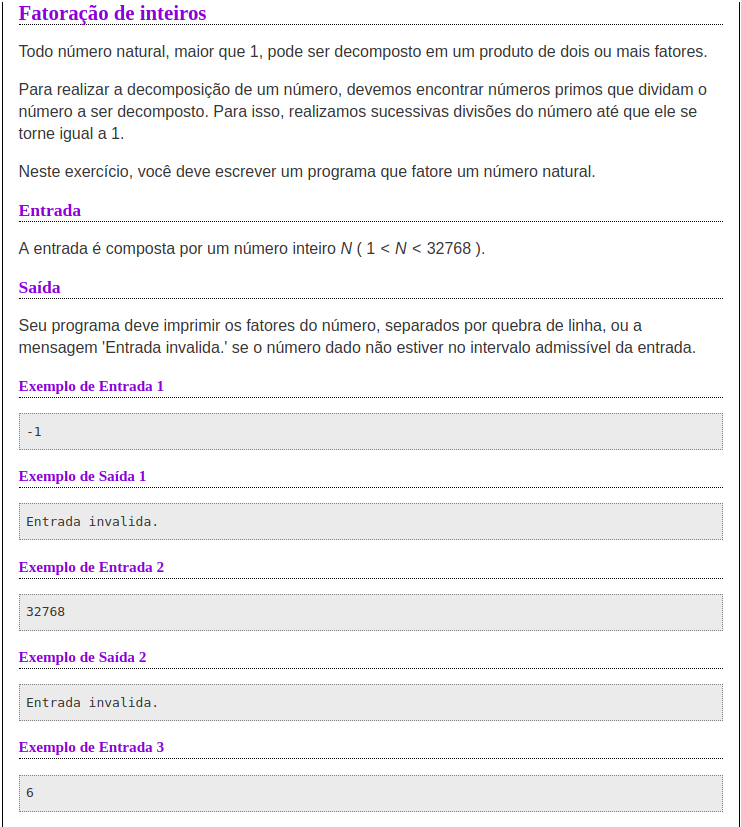 Fatoração de inteiros
Todo número natural, maior que 1, pode ser decomposto em um produto de dois ou mais fatores.
Para realizar a decomposição de um número, devemos encontrar números primos que dividam o
número a ser decomposto. Para isso, realizamos sucessivas divisões do número até que ele se
torne igual a 1.
Neste exercício, você deve escrever um programa que fatore um número natural.
Entrada
A entrada é composta por um número inteiro N ( 1 < N < 32768 ).
Saída
Seu programa deve imprimir os fatores do número, separados por quebra de linha, ou a
mensagem 'Entrada invalida.' se o número dado não estiver no intervalo admissível da entrada.
Exemplo de Entrada 1
-1
Exemplo de Saída 1
Entrada invalida.
Exemplo de Entrada 2
32768
Exemplo de Saída 2
Entrada invalida.
Exemplo de Entrada 3
6